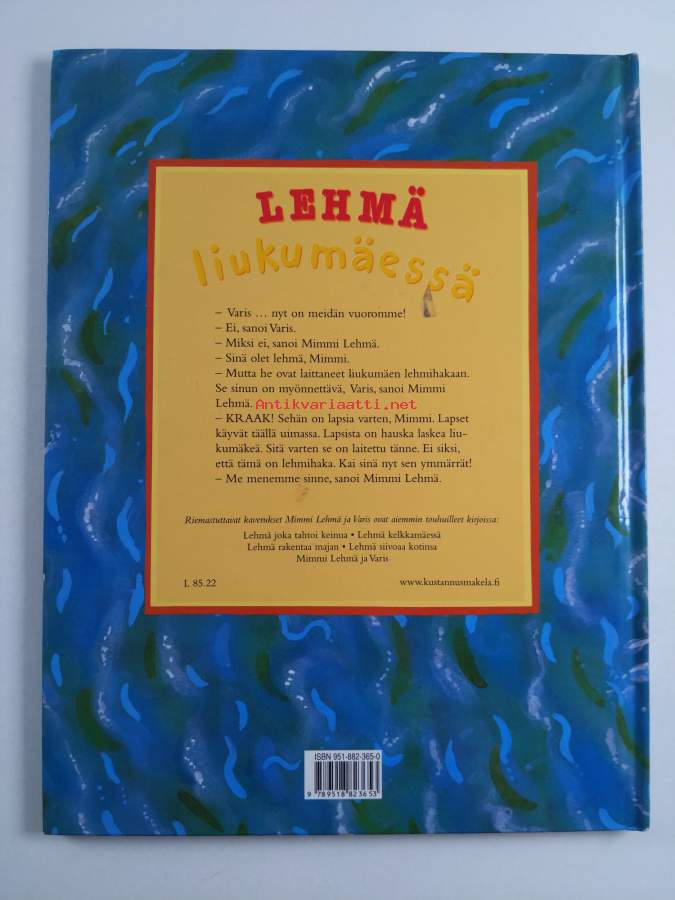 LEHMÄ
liukumäessä
– Varis ... nyt on meidän vuoromme!
– Ei, sanoi Varis.
– Miksi ei, sanoi Mimmi Lehmä.
– Sinä olet lehmä, Mimmi.
– Mutta he ovat laittaneet liukumäen lehmihakaan.
Se sinun on myönnettävä, Varis, sanoi Mimmi
Lehmä.
Antikvariaatti.net
– KRAAK! Sehän on lapsia varten, Mimmi. Lapset
käyvät täällä uimassa. Lapsista on hauska laskea liu-
kumäkeä. Sitä varten se on laitettu tänne. Ei siksi,
että tämä on lehmihaka. Kai sinä nyt sen ymmärrät!
– Me menemme sinne, sanoi Mimmi Lehmä.
Riemastuttavat kaverukset Mimmi Lehmä ja Varis ovat aiemmin touhuilleet kirjoissa:
Lehmä joka tahtoi keinua • Lehmä kelkkamäessä
Lehmä rakentaa majan • Lehmä siivoaa kotinsa
Mimmi Lehmä ja Varis
L 85.22
www.kustannusmakela.fi
ISBN 951-882-365-0
9 789518 823653